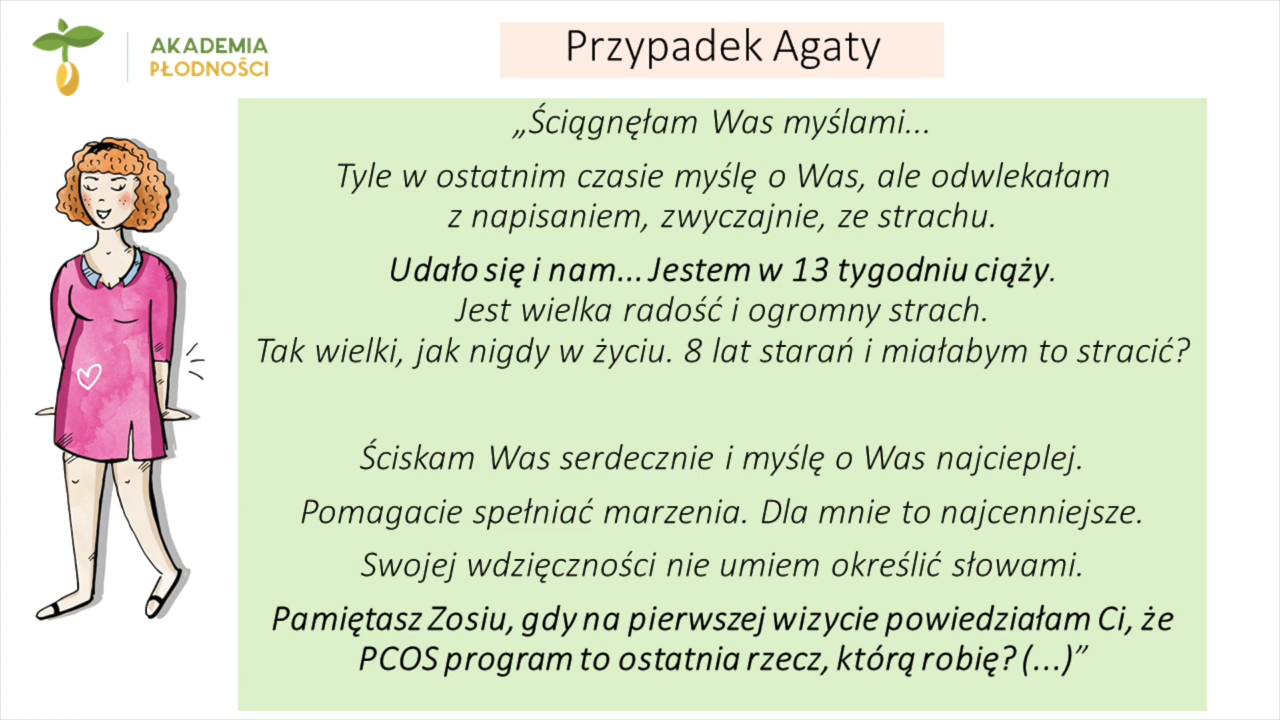 AKADEMIA
PŁODNOŚCI
Przypadek Agaty
„Ściągnęłam Was myślami...
Tyle w ostatnim czasie myślę o Was, ale odwlekałam
z napisaniem, zwyczajnie, ze strachu.
Udało się i nam... Jestem w 13 tygodniu ciąży.
Jest wielka radość i ogromny strach.
Tak wielki, jak nigdy w życiu. 8 lat starań i miałabym to stracić?
Ściskam Was serdecznie i myślę o Was najcieplej.
Pomagacie spełniać marzenia. Dla mnie to najcenniejsze.
Swojej wdzięczności nie umiem określić słowami.
Pamiętasz Zosiu, gdy na pierwszej wizycie powiedziałam Ci, że
PCOS program to ostatnia rzecz, którą robię? (...)”